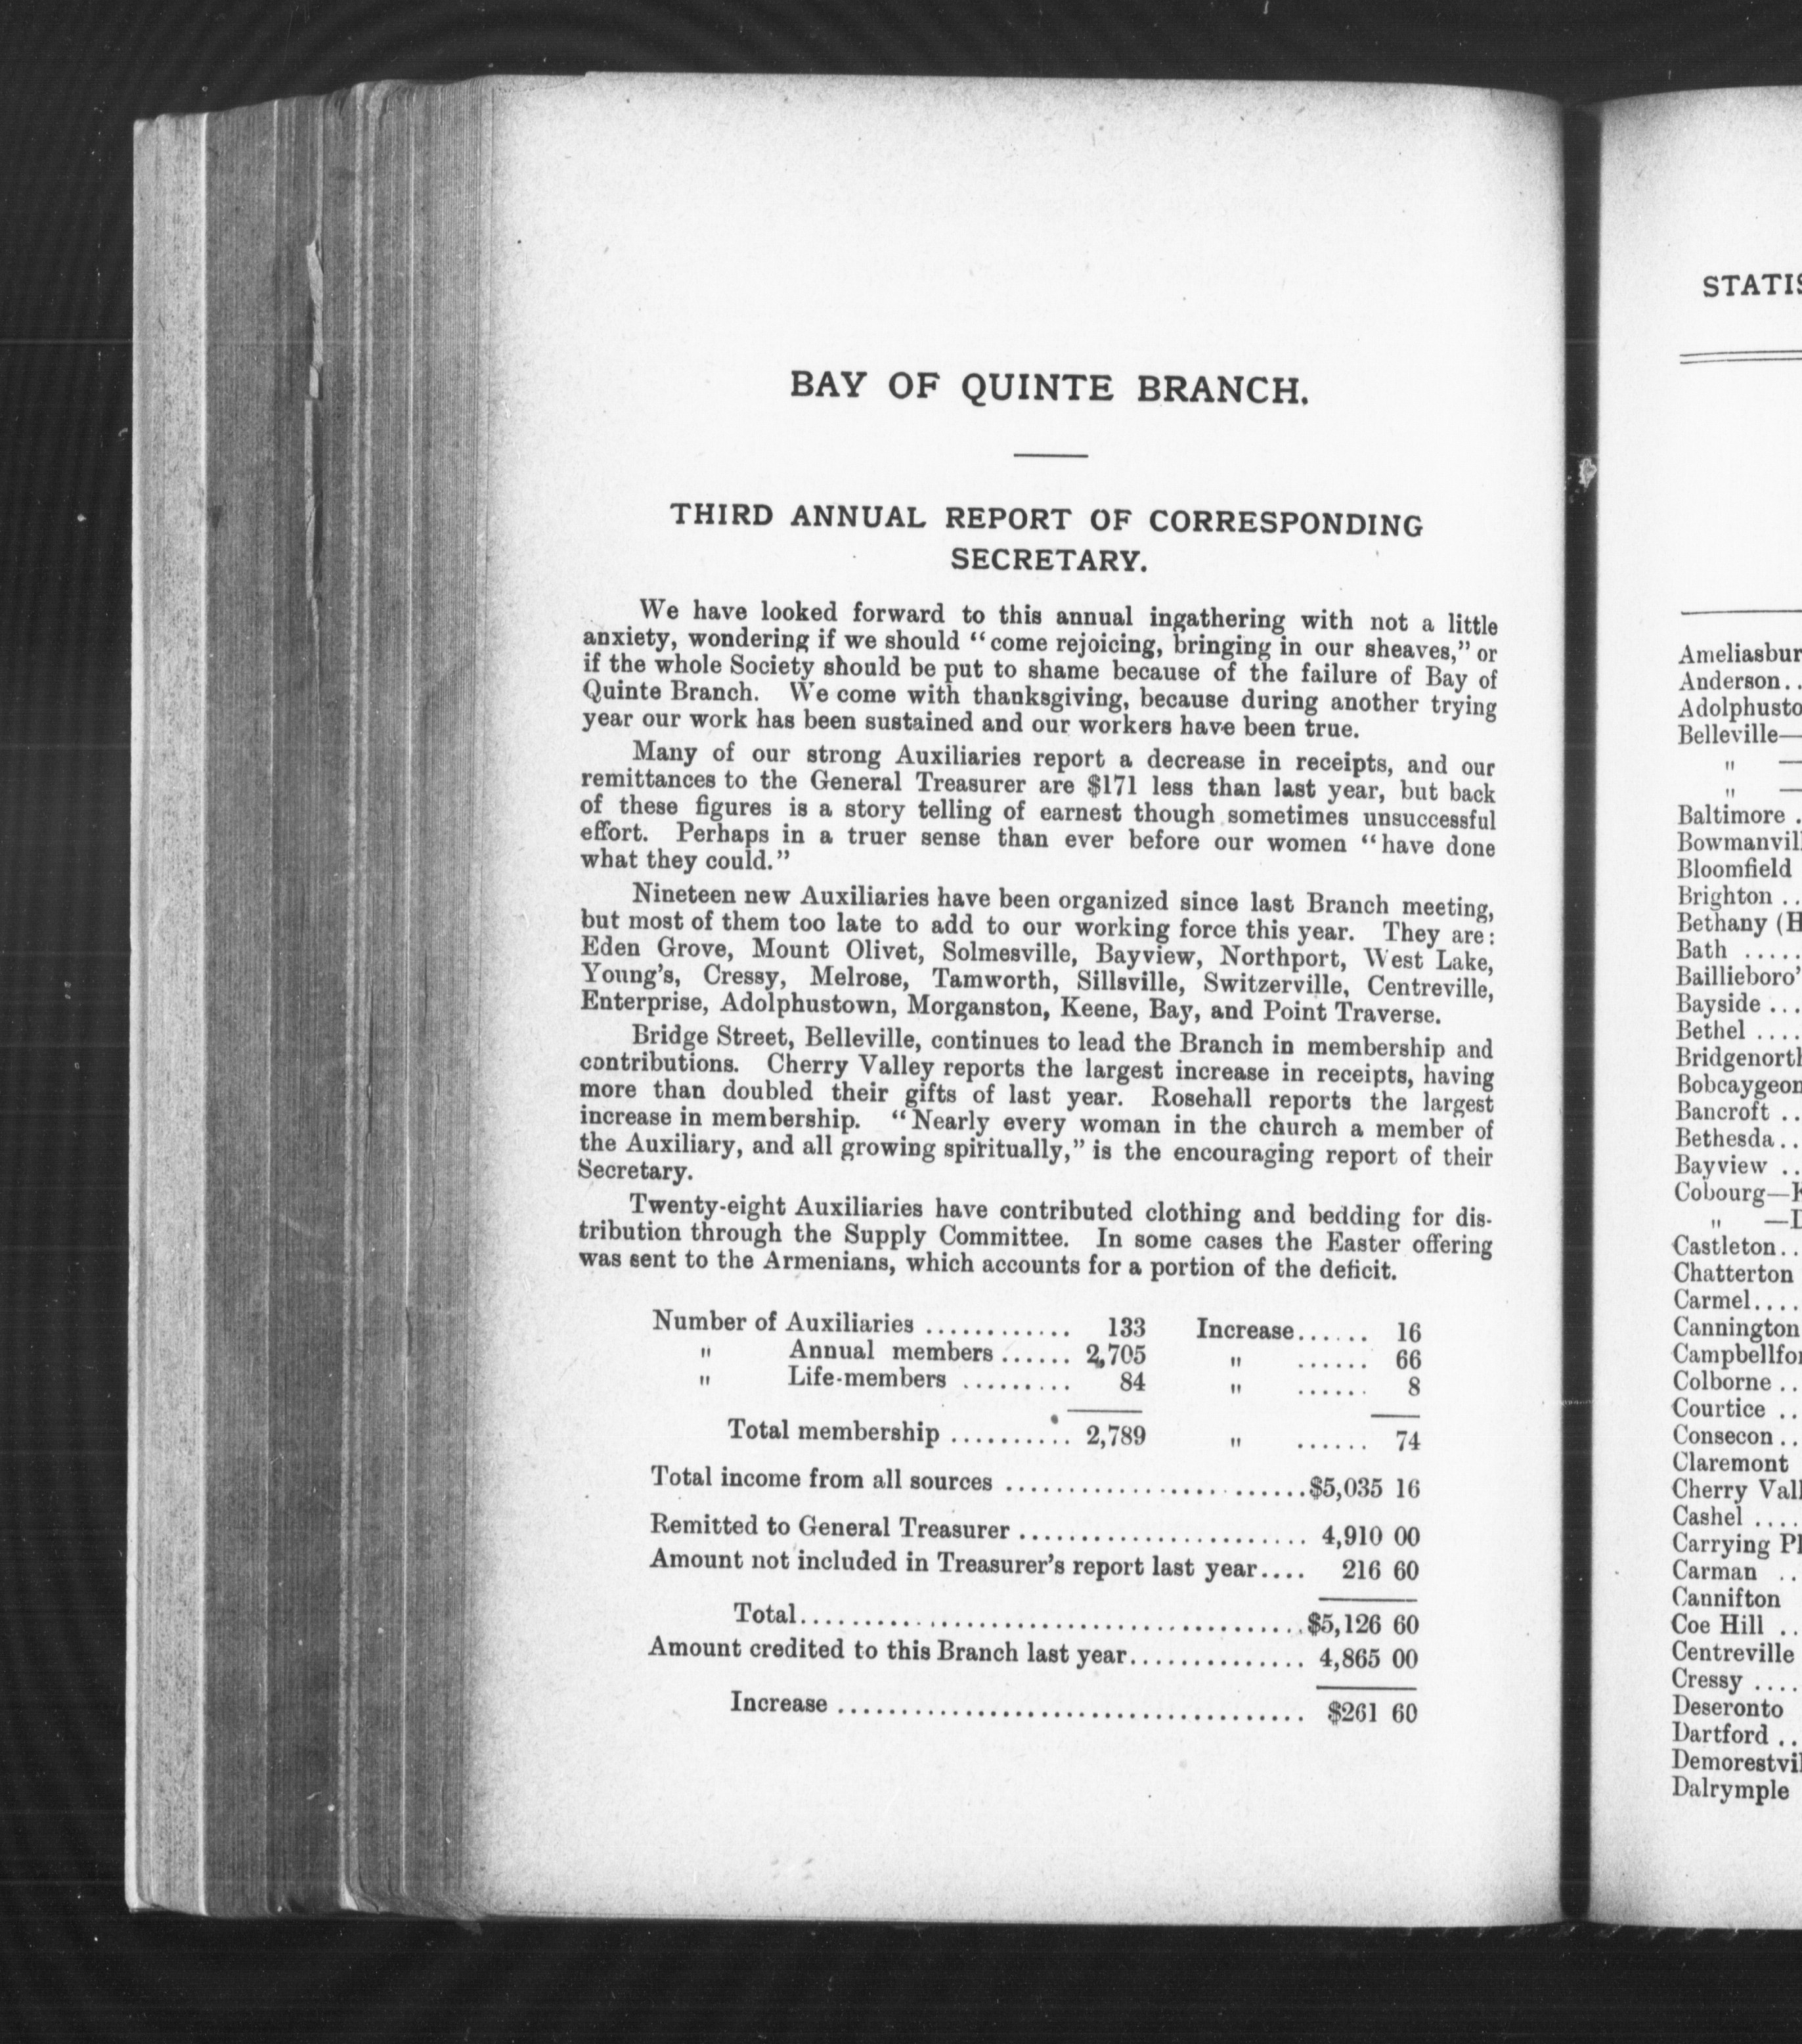 BAY OF QUINTE BRANCH.
THIRD ANNUAL REPORT OF CORRESPONDING
SECRETARY.
We have looked forward to this annual ingathering with not a little
anxiety, wondering if we should "come rejoicing, bringing in our sheaves," or
if the whole Society should be put to shame because of the failure of Bay of
Quinte Branch. We come with thanksgiving, because during another trying
year our work has been sustained and our workers have been true.
Many of our strong Auxiliaries report a decrease in receipts, and our
remittances to the General Treasurer are $171 less than last year, but back
of these figures is a story telling of earnest though sometimes unsuccessful
effort. Perhaps in a truer sense than ever before our women "have done
what they could."
Nineteen new Auxiliaries have been organized since last Branch meeting,
but most of them too late to add to our working force this year. They are:
Eden Grove, Mount Olivet, Solmesville, Bayview, Northport, West Lake,
Young's, Cressy, Melrose, Tamworth, Sillsville, Switzerville, Centreville,
Enterprise, Adolphustown, Morganston, Keene, Bay, and Point Traverse.
Bridge Street, Belleville, continues to lead the Branch in membership and
contributions. Cherry Valley reports the largest increase in receipts, having
more than doubled their gifts of last year. Rosehall reports the largest
increase in membership. "Nearly every woman in the church a member of
the Auxiliary, and all growing spiritually," is the encouraging report of their
Secretary.
Twenty-eight Auxiliaries have contributed clothing and bedding for dis-
tribution through the Supply Committee. In some cases the Easter offering
was sent to the Armenians, which accounts for a portion of the deficit.
Number of Auxiliaries ............ 133 Increase...... 16
" Annual members ...... 2,705 " ...... 66
" Life-members ......... 84 " ...... 8
Total membership .......... 2,789 " ...... 74
Total income from all sources ........................$5,035 16
Remitted to General Treasurer ...................... 4,910 00
Amount not included in Treasurer's report last year.... 216 60
Total.......................................$5,126 60
Amount credited to this Branch last year.............. 4,865 00
Increase .................................... $261 60
STATIS
Ameliasbur
Anderson..
Adolphusto
Belleville—
" —
" —
Baltimore .
Bowmanvill
Bloomfield
Brighton ..
Bethany (H
Bath .....
Baillieboro'
Bayside ...
Bethel ....
Bridgenorth
Bobcaygeon
Bancroft ..
Bethesda..
Bayview ..
Cobourg—K
" —D
Castleton..
Chatterton
Carmel....
Cannington
Campbellfor
Colborne ..
Courtice ..
Consecon..
Claremont
Cherry Vall
Cashel ....
Carrying Pl
Carman ..
Cannifton
Coe Hill ..
Centreville
Cressy ....
Deseronto
Dartford ..
Demorestvil
Dalrymple